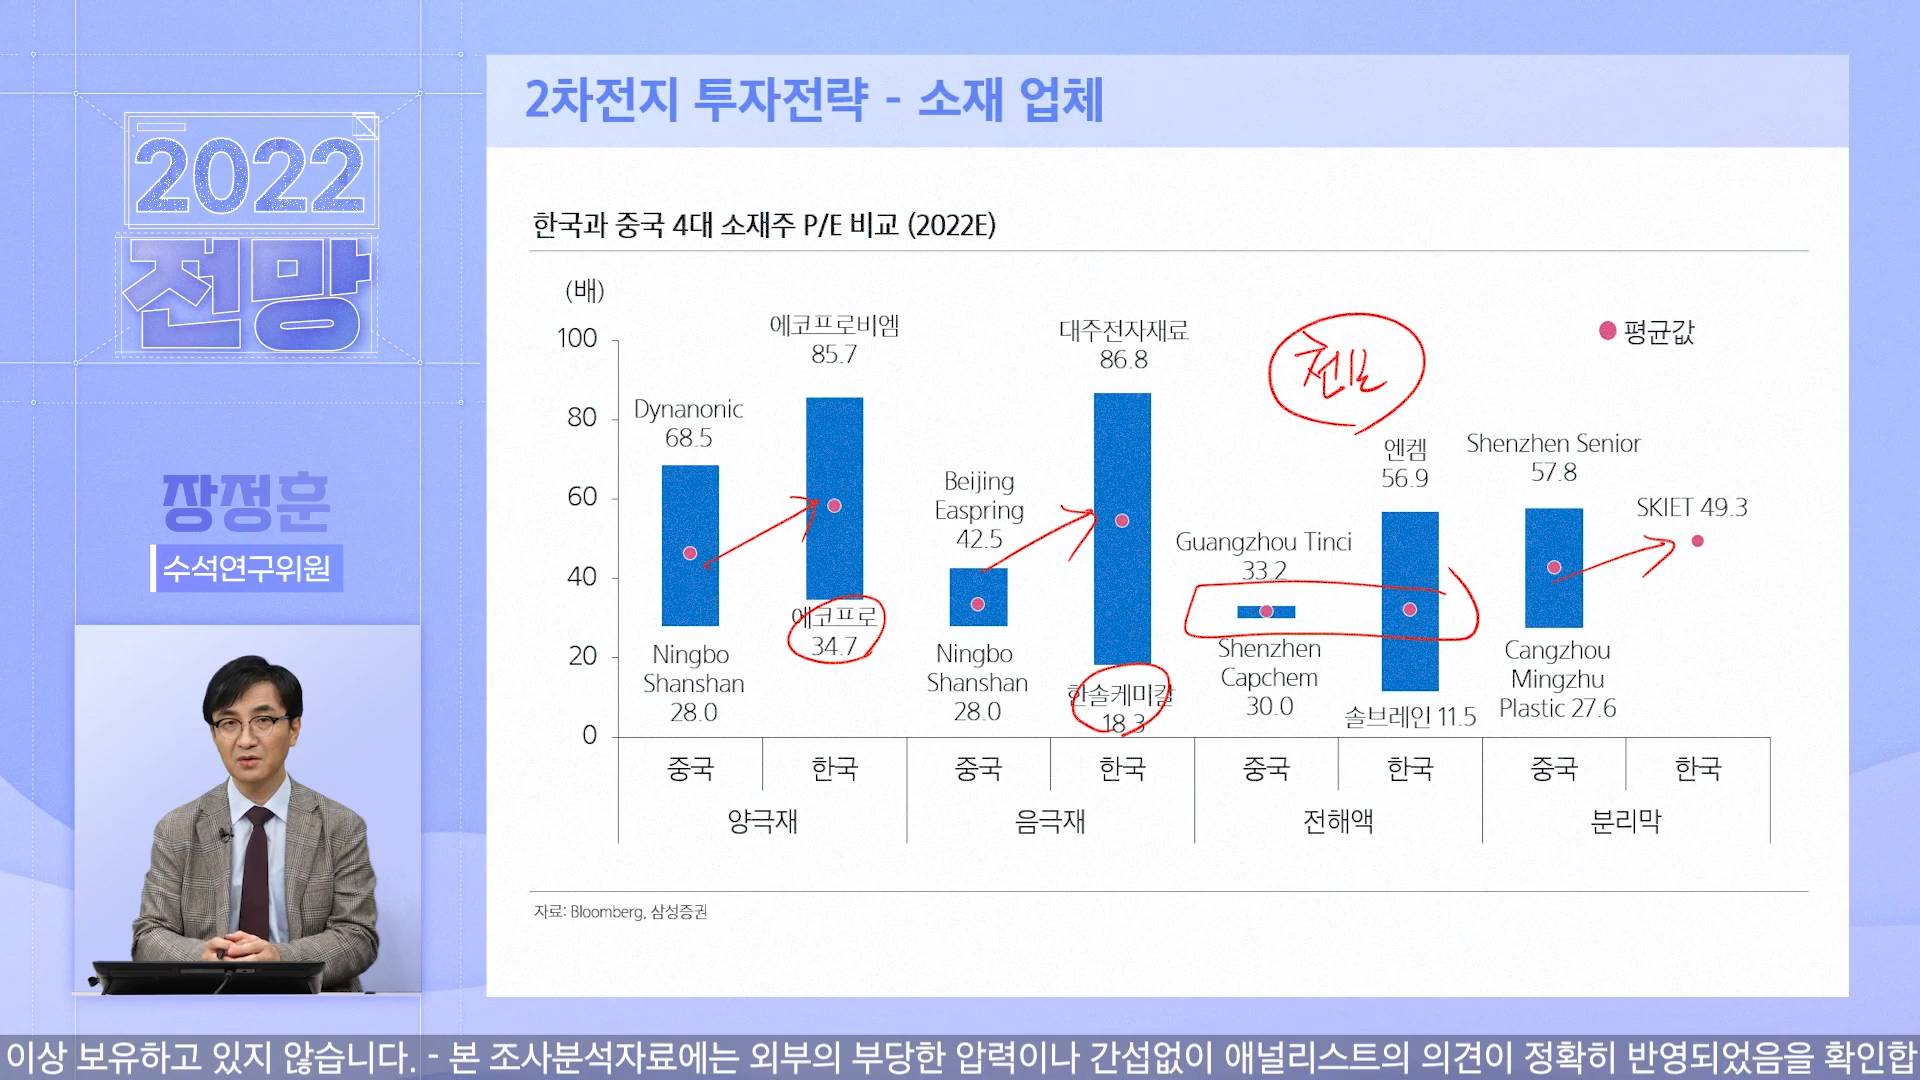 2022
전망
장정훈
수석연구위원
2차전지 투자전략 - 소재 업체
한국과 중국 4대 소재주 P/E 비교 (2022E)
(배)
평균값
100
80
60
40
20
0
Dynanonic
68.5
Ningbo
Shanshan
28.0
에코프로비엠
85.7
에코프로
34.7
Beijing
Easpring
42.5
Ningbo
Shanshan
28.0
대주전자재료
86.8
한솔케미칼
18.3
Guangzhou Tinci
33.2
Shenzhen
Capchem
30.0
엔켐
56.9
솔브레인 11.5
Shenzhen Senior
57.8
Cangzhou
Mingzhu
Plastic 27.6
SKIET 49.3
중국 한국 중국 한국 중국 한국 중국 한국
양극재 음극재 전해액 분리막
자료: Bloomberg, 삼성증권
이상 보유하고 있지 않습니다. - 본 조사분석자료에는 외부의 부당한 압력이나 간섭없이 애널리스트의 의견이 정확히 반영되었음을 확인합